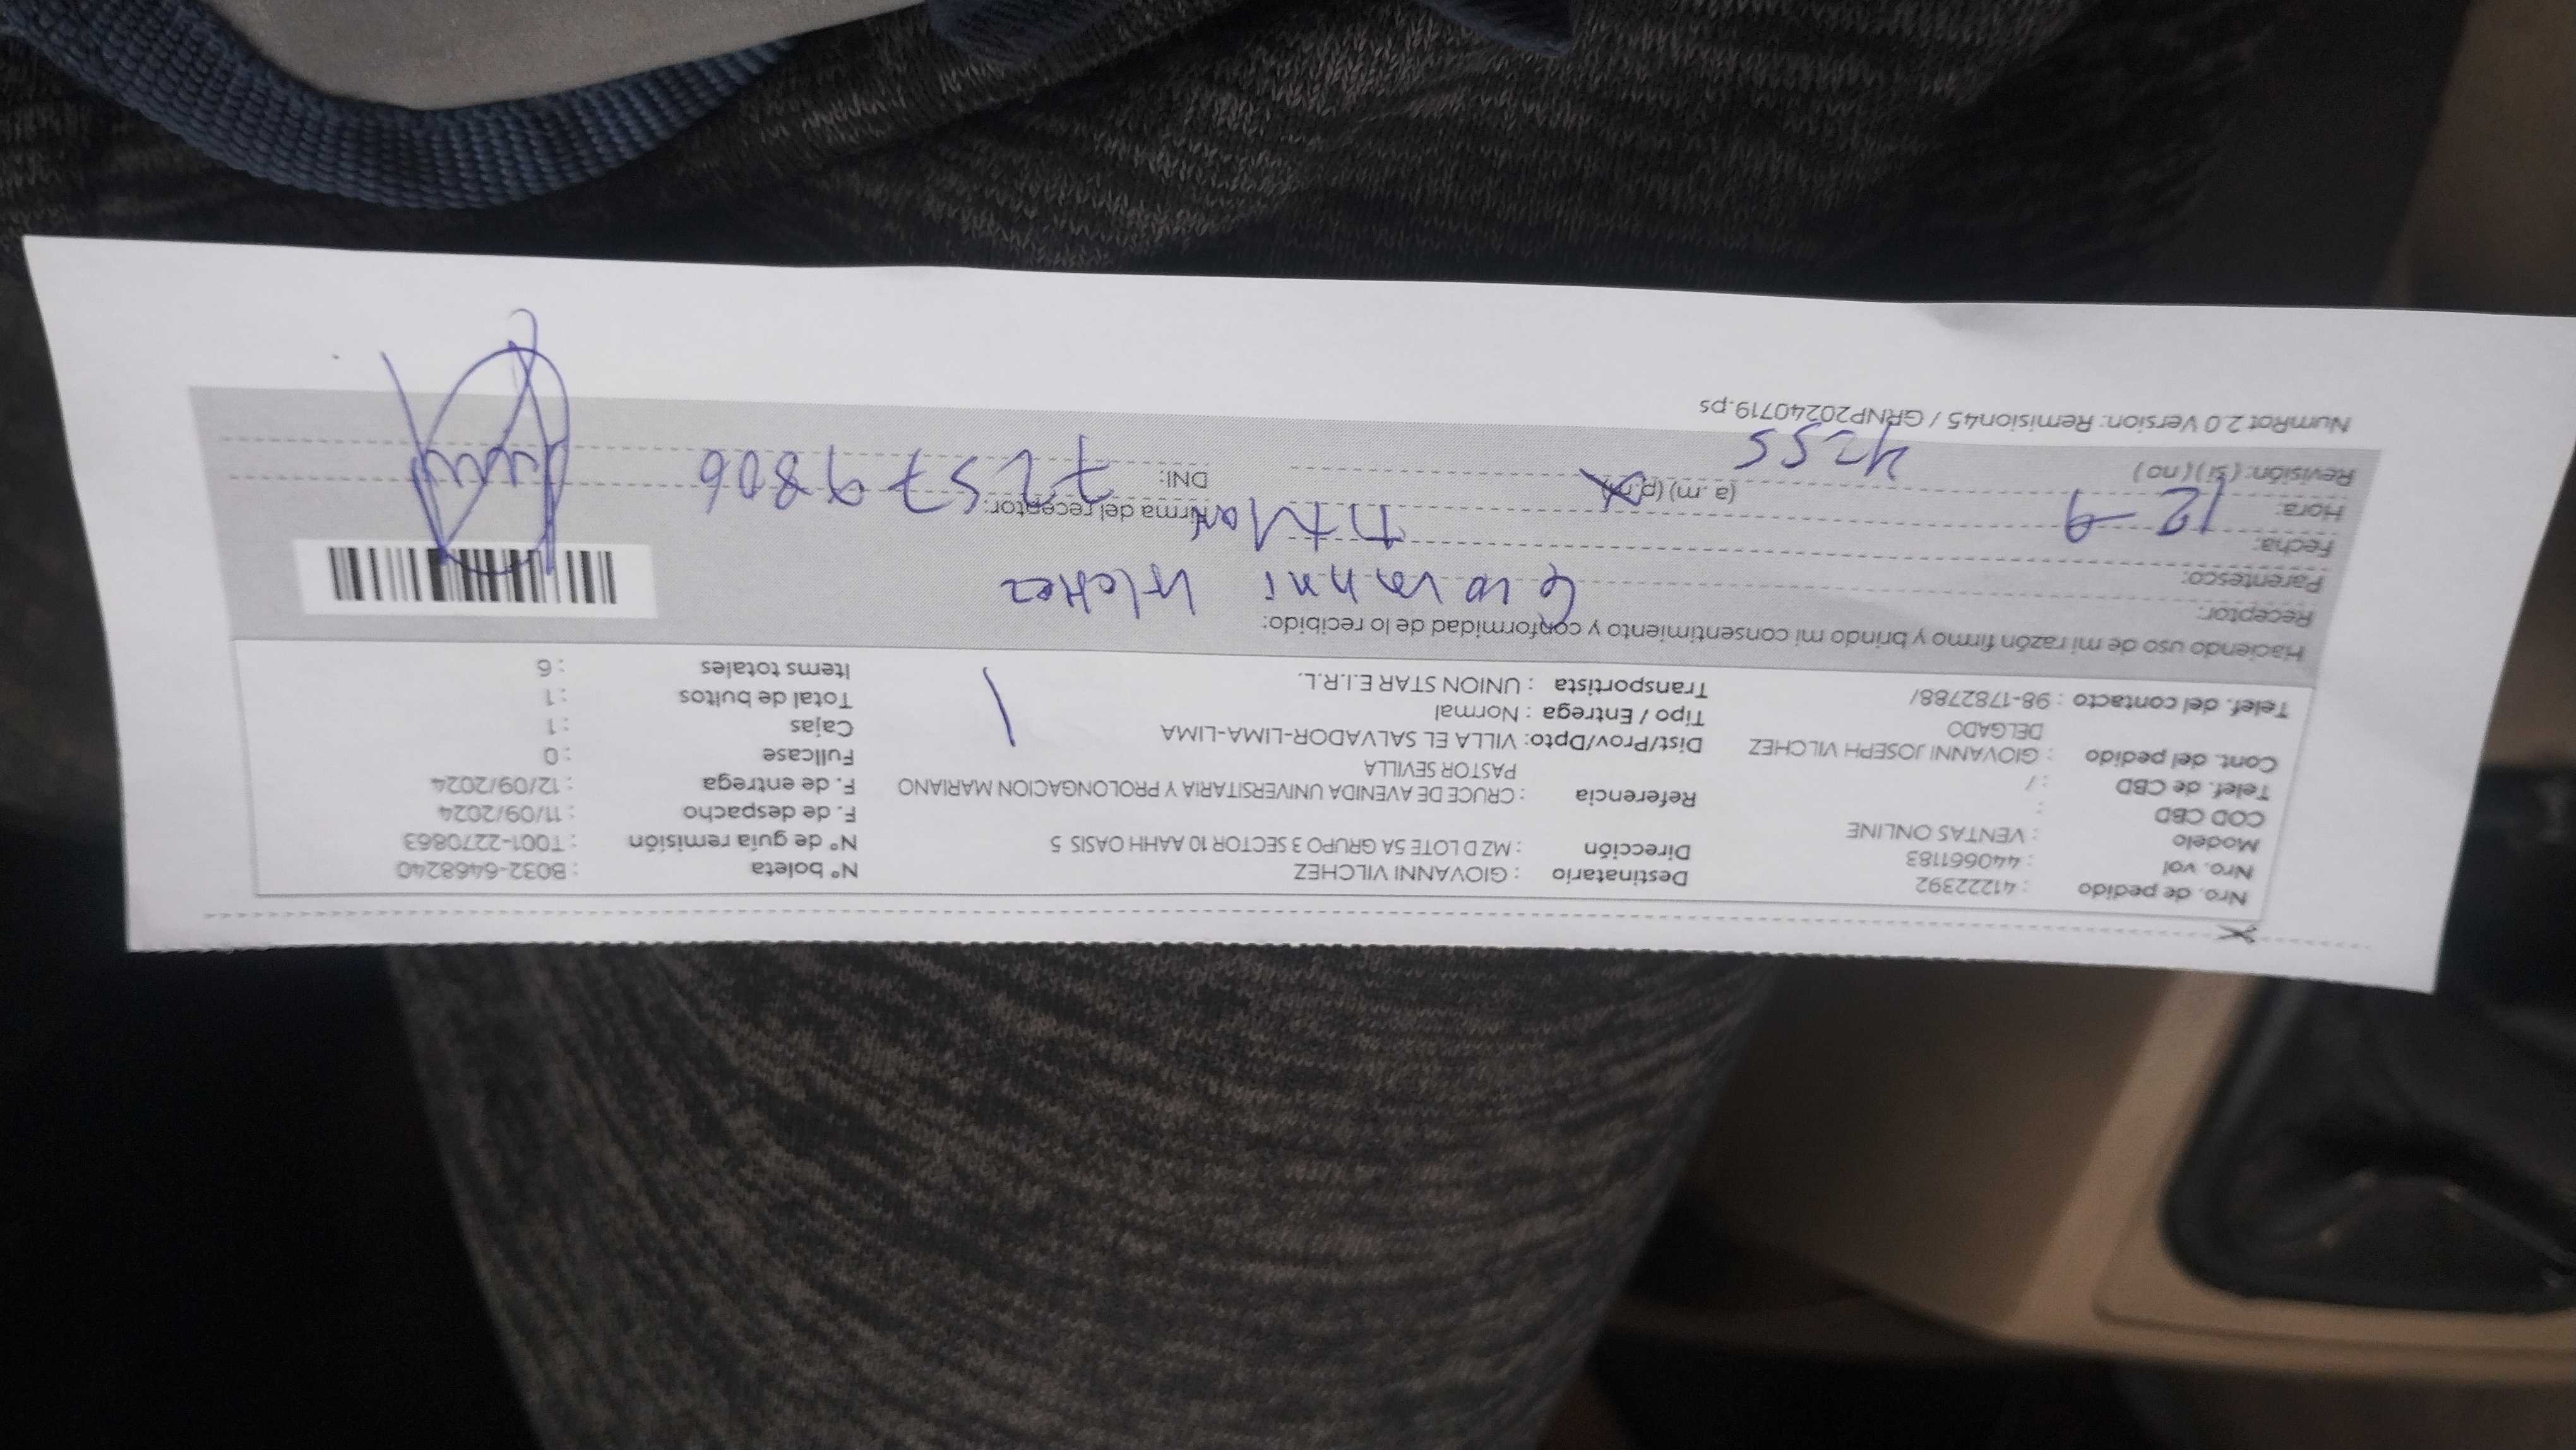 Nro. de pedido : 41222392
Nro. vol : 440661183
Modelo : VENTAS ONLINE
COD CBD :
Telef. de CBD : /
Cont. del pedido : GIOVANNI JOSEPH VILCHEZ
DELGADO
Telef. del contacto : 98-1782788/
Destinatario : GIOVANNI VILCHEZ
Dirección : MZ D LOTE 5A GRUPO 3 SECTOR 10 AAHH OASIS 5
Referencia : CRUCE DE AVENIDA UNIVERSITARIA Y PROLONGACION MARIANO
PASTOR SEVILLA
Dist/Prov/Dpto: VILLA EL SALVADOR-LIMA-LIMA
Tipo / Entrega : Normal
Transportista : UNION STAR E.I.R.L.
N° boleta : B032-6468240
N° de guía remisión : T001-2270863
F. de despacho : 11/09/2024
F. de entrega : 12/09/2024
Fullcase : 0
Cajas : 1
Total de bultos : 1
Items totales : 6
Haciendo uso de mi razón firmo y brindo mi consentimiento y conformidad de lo recibido:
Receptor: Giovanni Vilchez
Parentesco: titular
Fecha: 12-9
Hora: 4:55 (a.m) (p.m)
Revisión: (si) (no)
Firma del receptor:
DNI: 72579806
NumRot 2.0 Version: Remision45 / GRNP20240719.ps